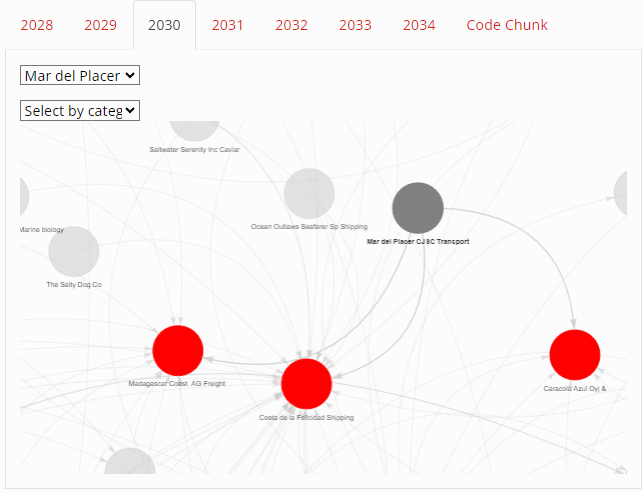 2028 2029 2030 2031 2032 2033 2034 Code Chunk
Mar del Placer
Select by categ
Saltwater Serenity Inc Caviar
Ocean Outlaws Seafarer Sp Shipping
Marine biology
Mar del Placer CJ SC Transport
The Salty Dog Co
Madagascar Coast AG Freight
Caracola Azul Oyj &
Costa de la Felicidad Shipping